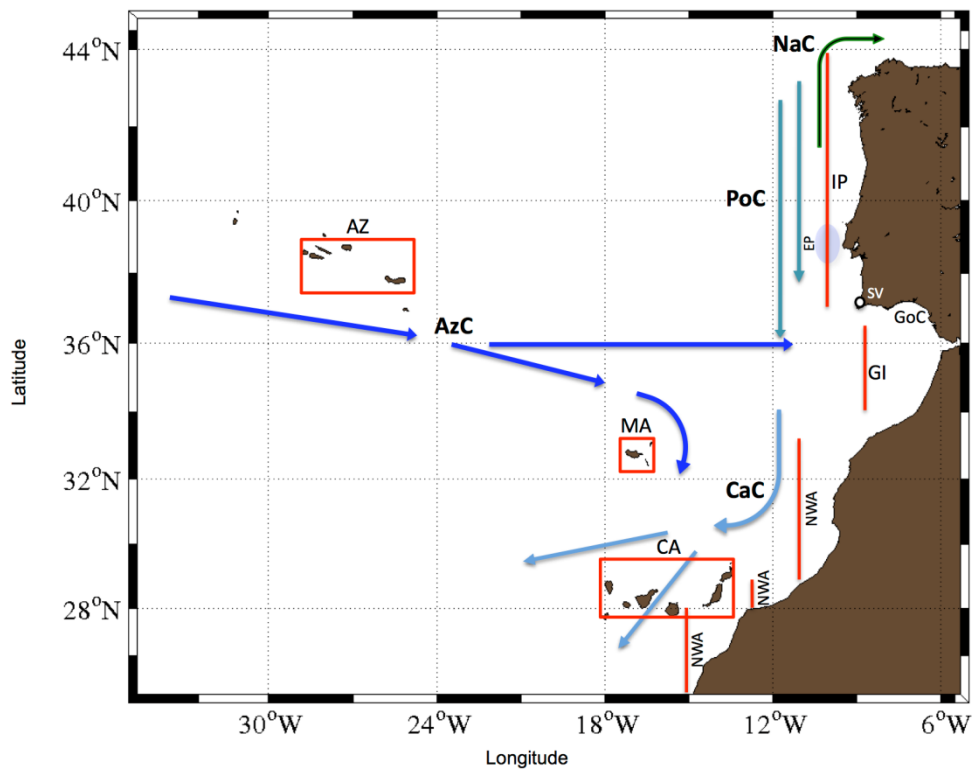 44°N
NaC
40°N
IP
PoC
AZ
EP
SV
GoC
AzC
36°N
GI
MA
32°N
CaC
NWA
CA
NWA
28°N
NWA
30°W
24°W
18°W
12°W
6°W
Latitude
Longitude